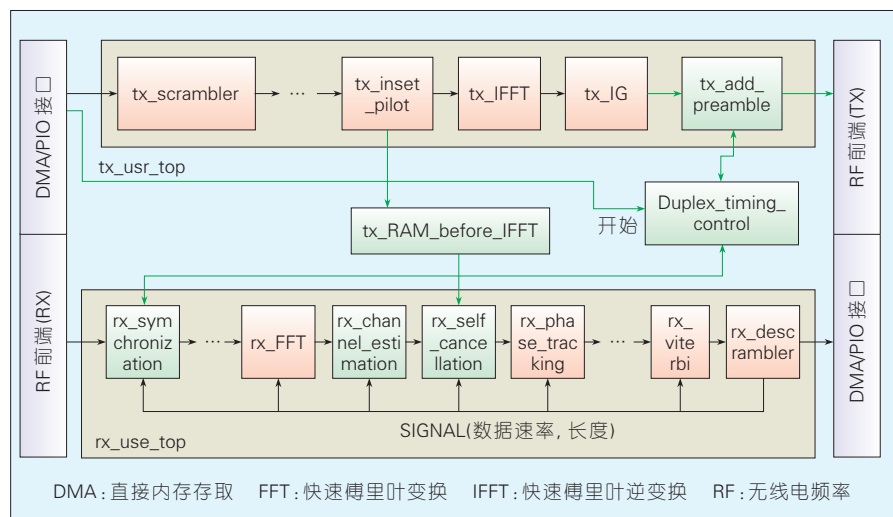 DMA/PIO 接口
tx_scrambler
…
tx_inset
_pilot
tx_IFFT
tx_IG
tx_add_
preamble
RF 前端(TX)
tx_usr_top
tx_RAM_before_IFFT
开始
Duplex_timing_
control
RF 前端(RX)
rx_sym
chroniz
ation
…
rx_FFT
rx_chan
nel_esti
mation
rx_self
_cance
llation
rx_pha
se_trac
king
…
rx_
vite
rbi
rx_desc
rambler
DMA/PIO 接口
SIGNAL(数据速率, 长度)
rx_use_top
DMA:直接内存存取 FFT:快速傅里叶变换 IFFT:快速傅里叶逆变换 RF:无线电频率